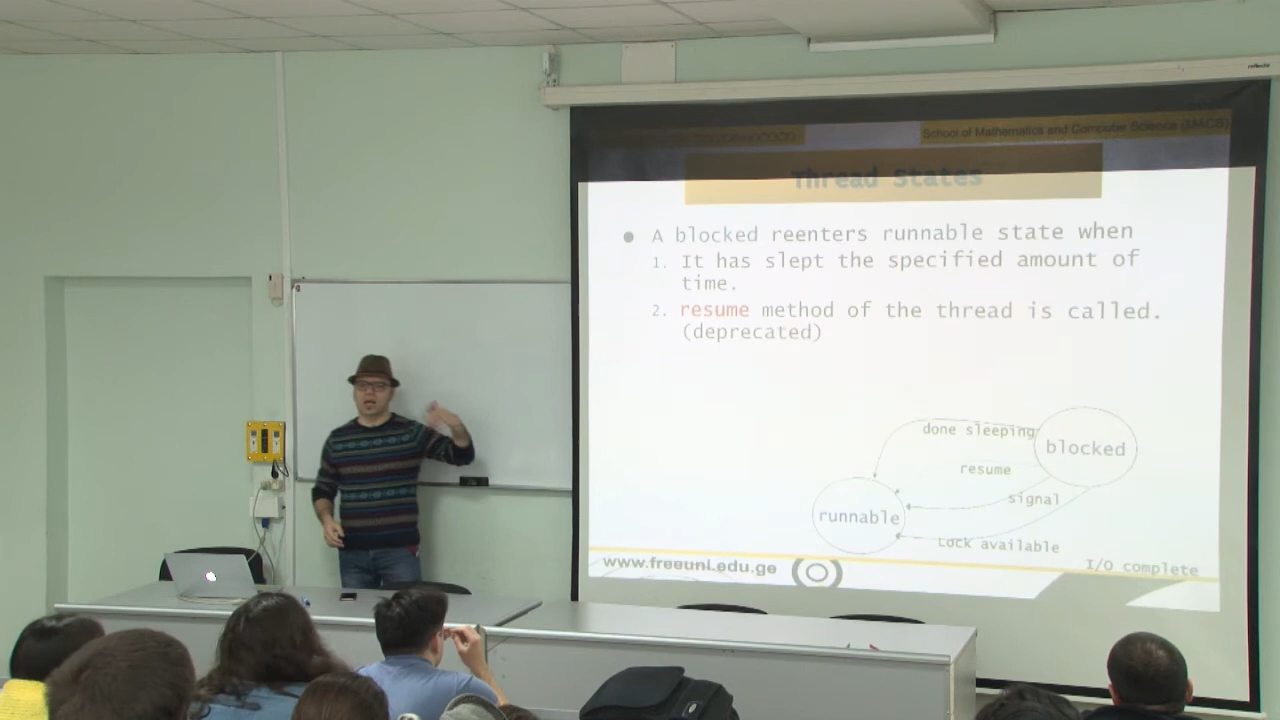 School of Mathematics and Computer Science (MACS)
Thread States
● A blocked reenters runnable state when
1. It has slept the specified amount of
time.
2. resume method of the thread is called.
(deprecated)
done sleeping
blocked
resume
signal
runnable
Lock available
I/O complete
www.freeuni.edu.ge